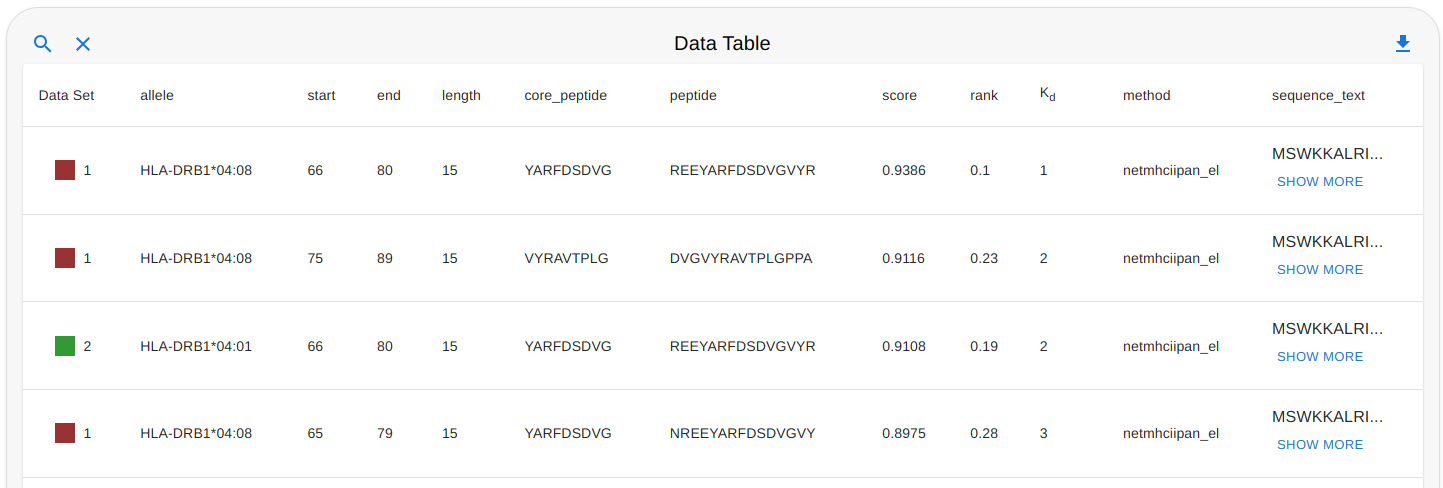 Data Table
Data Set allele start end length core_peptide peptide score rank Kd method sequence_text
1 HLA-DRB1*04:08 66 80 15 YARFDSDVG REEYARFDSDVGVYR 0.9386 0.1 1 netmhciipan_el MSWKKALRI...
SHOW MORE
1 HLA-DRB1*04:08 75 89 15 VYRAVTPLG DVGVYRAVTPLGPPA 0.9116 0.23 2 netmhciipan_el MSWKKALRI...
SHOW MORE
2 HLA-DRB1*04:01 66 80 15 YARFDSDVG REEYARFDSDVGVYR 0.9108 0.19 2 netmhciipan_el MSWKKALRI...
SHOW MORE
1 HLA-DRB1*04:08 65 79 15 YARFDSDVG NREEYARFDSDVGVY 0.8975 0.28 3 netmhciipan_el MSWKKALRI...
SHOW MORE